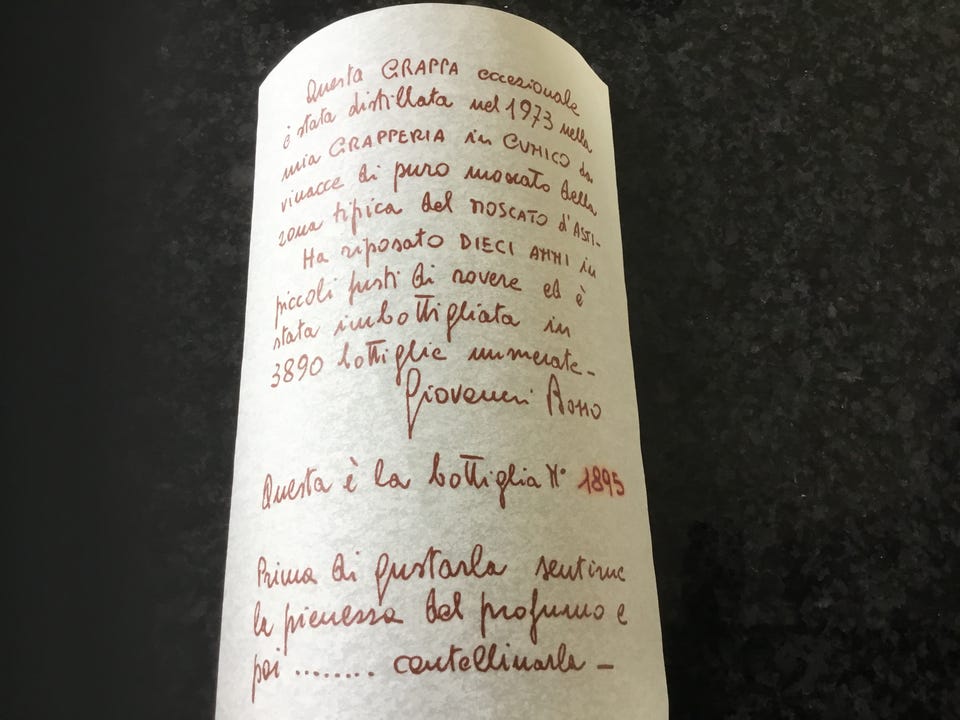 Questa GRAPPA eccezionale
è stata distillata nel 1973 nella
mia GRAPPERIA in CUNICO da
vinacce di puro moscato della
zona tipica del MOSCATO d'ASTI-
Ha riposato DIECI ANNI in
piccoli fusti di rovere ed è
stata imbottigliata in
3890 bottiglie numerate-
Giovanni Bosso
Questa è la bottiglia N° 1895
Prima di gustarla sentirne
la pienezza del profumo e
poi ........ centellinarla -